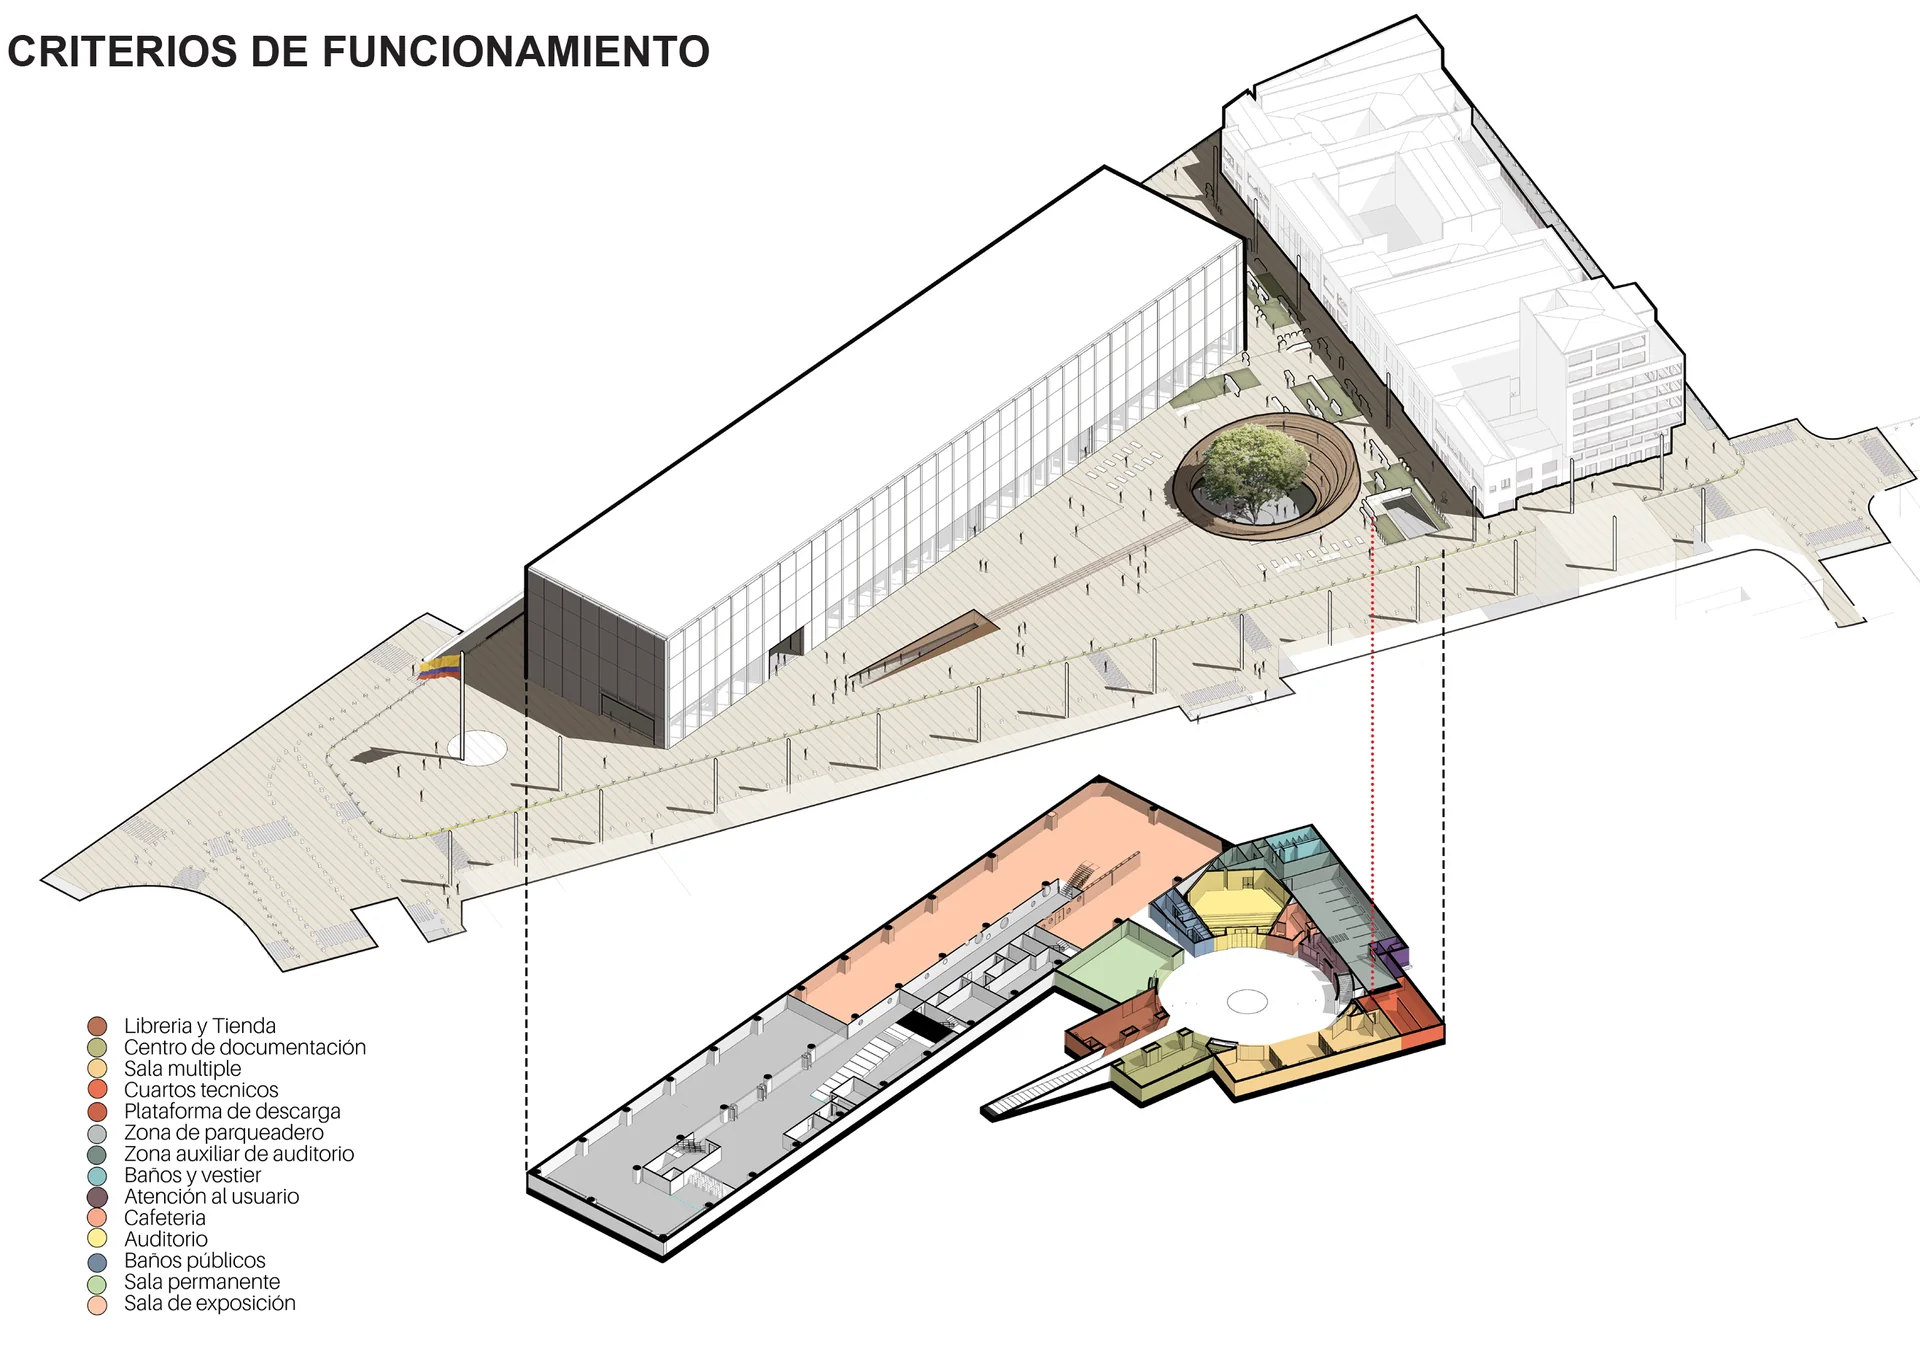 CRITERIOS DE FUNCIONAMIENTO
Libreria y Tienda
Centro de documentación
Sala multiple
Cuartos tecnicos
Plataforma de descarga
Zona de parqueadero
Zona auxiliar de auditorio
Baños y vestier
Atención al usuario
Cafeteria
Auditorio
Baños públicos
Sala permanente
Sala de exposición